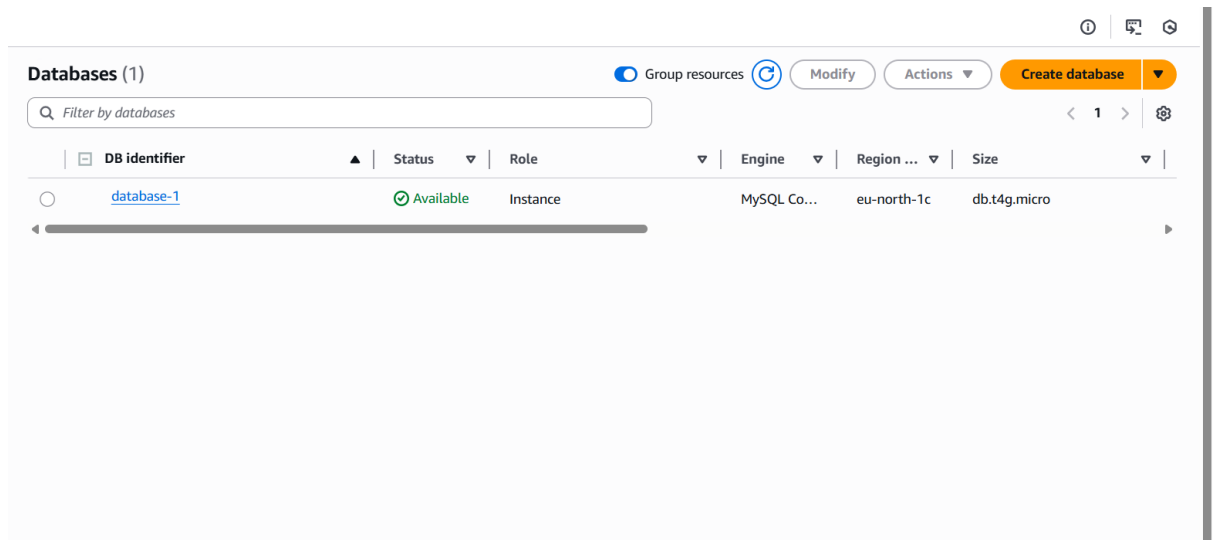 Databases (1)
Group resources
Modify
Actions
Create database
Filter by databases
1
DB identifier
Status
Role
Engine
Region ...
Size
database-1
Available
Instance
MySQL Co...
eu-north-1c
db.t4g.micro